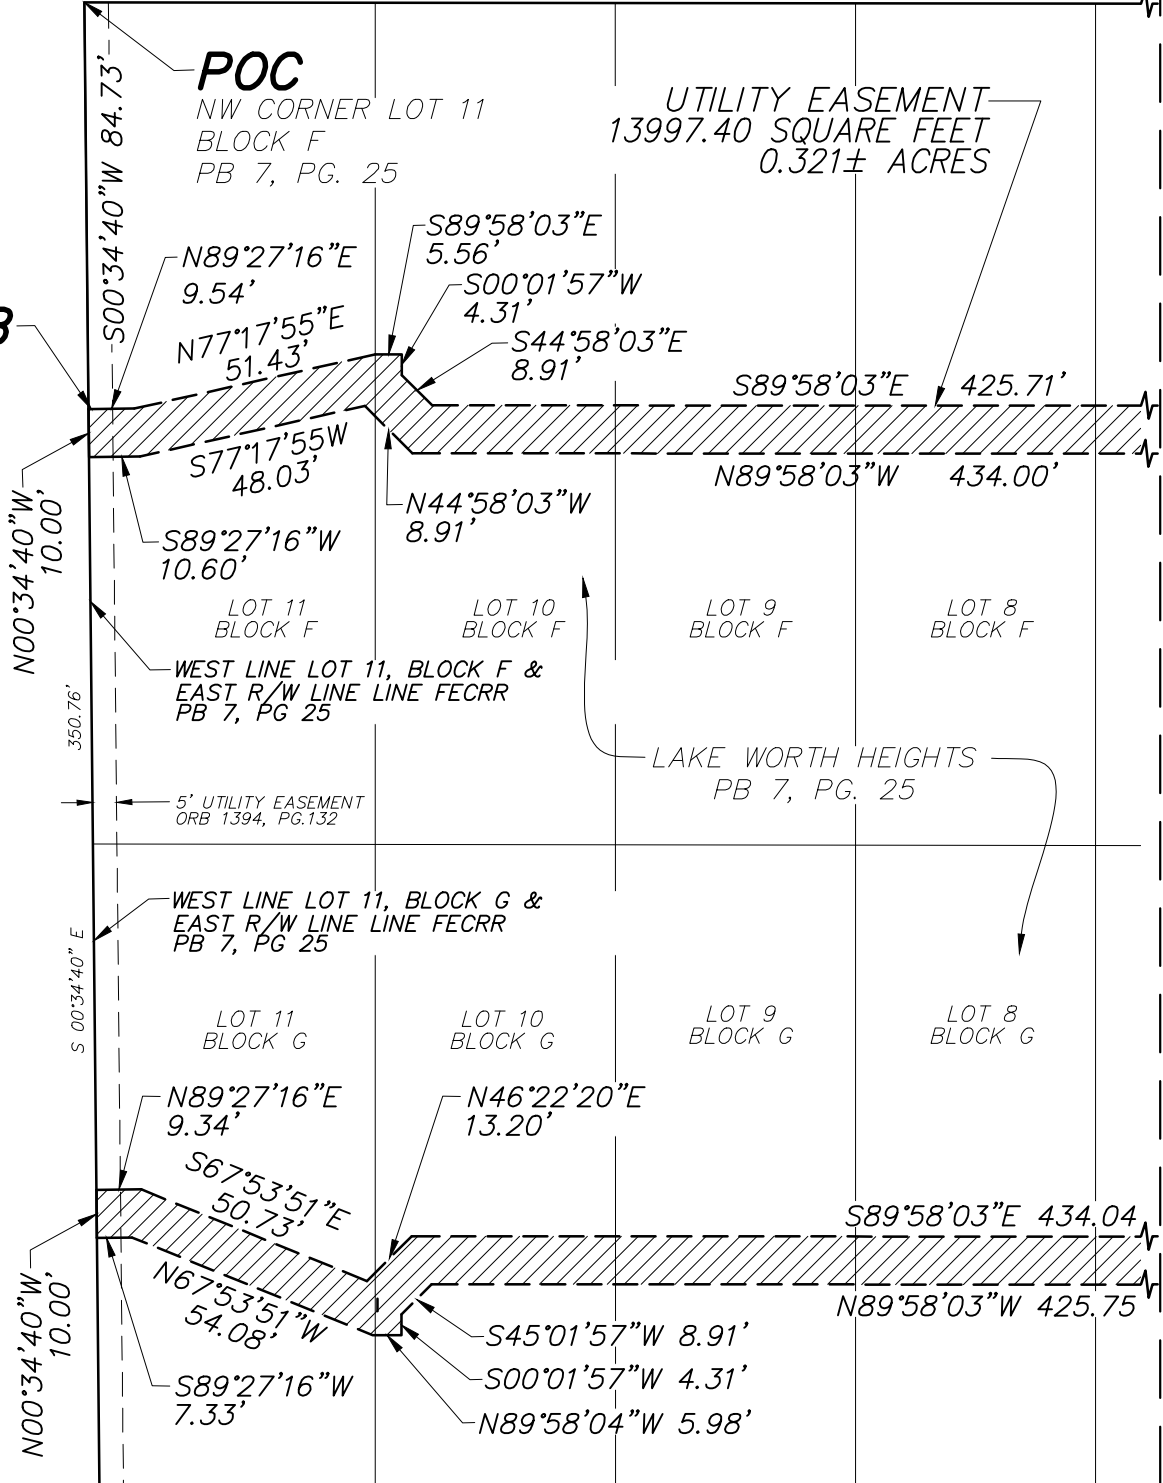 POC
NW CORNER LOT 11
BLOCK F
PB 7, PG. 25
S00°34'40"W 84.73'
UTILITY EASEMENT
13997.40 SQUARE FEET
0.321± ACRES
N89°27'16"E
9.54'
S89°58'03"E
5.56'
S00°01'57"W
4.31'
S44°58'03"E
8.91'
B
N77°17'55"E
51.43'
S89°58'03"E 425.71'
S77°17'55W
48.03'
N89°58'03"W 434.00'
N44°58'03"W
8.91'
N00°34'40"W
10.00'
S89°27'16"W
10.60'
LOT 11
BLOCK F
LOT 10
BLOCK F
LOT 9
BLOCK F
LOT 8
BLOCK F
WEST LINE LOT 11, BLOCK F &
EAST R/W LINE LINE FECRR
PB 7, PG 25
350.76'
LAKE WORTH HEIGHTS
PB 7, PG. 25
5' UTILITY EASEMENT
ORB 1394, PG.132
WEST LINE LOT 11, BLOCK G &
EAST R/W LINE LINE FECRR
PB 7, PG 25
S 00°34'40" E
LOT 11
BLOCK G
LOT 10
BLOCK G
LOT 9
BLOCK G
LOT 8
BLOCK G
N89°27'16"E
9.34'
N46°22'20"E
13.20'
S67°53'51"E
50.73'
S89°58'03"E 434.04
N67°53'51"W
54.08'
N89°58'03"W 425.75
N00°34'40"W
10.00'
S45°01'57"W 8.91'
S00°01'57"W 4.31'
S89°27'16"W
7.33'
N89°58'04"W 5.98'